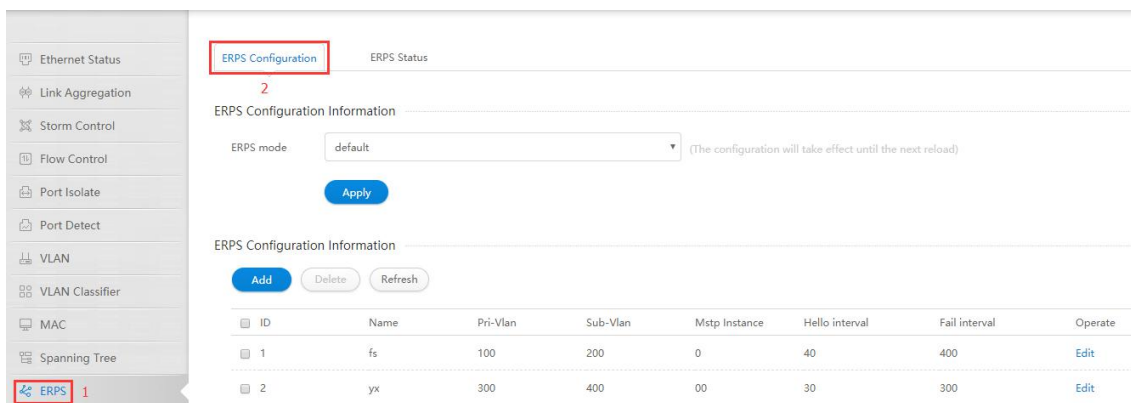 Ethernet Status
Link Aggregation
Storm Control
Flow Control
Port Isolate
Port Detect
VLAN
VLAN Classifier
MAC
Spanning Tree
ERPS 1
ERPS Configuration ERPS Status
2
ERPS Configuration Information
ERPS mode default (The configuration will take effect until the next reload)
Apply
ERPS Configuration Information
Add Delete Refresh
ID Name Pri-Vlan Sub-Vlan Mstp Instance Hello interval Fail interval Operate
1 fs 100 200 0 40 400 Edit
2 yx 300 400 00 30 300 Edit